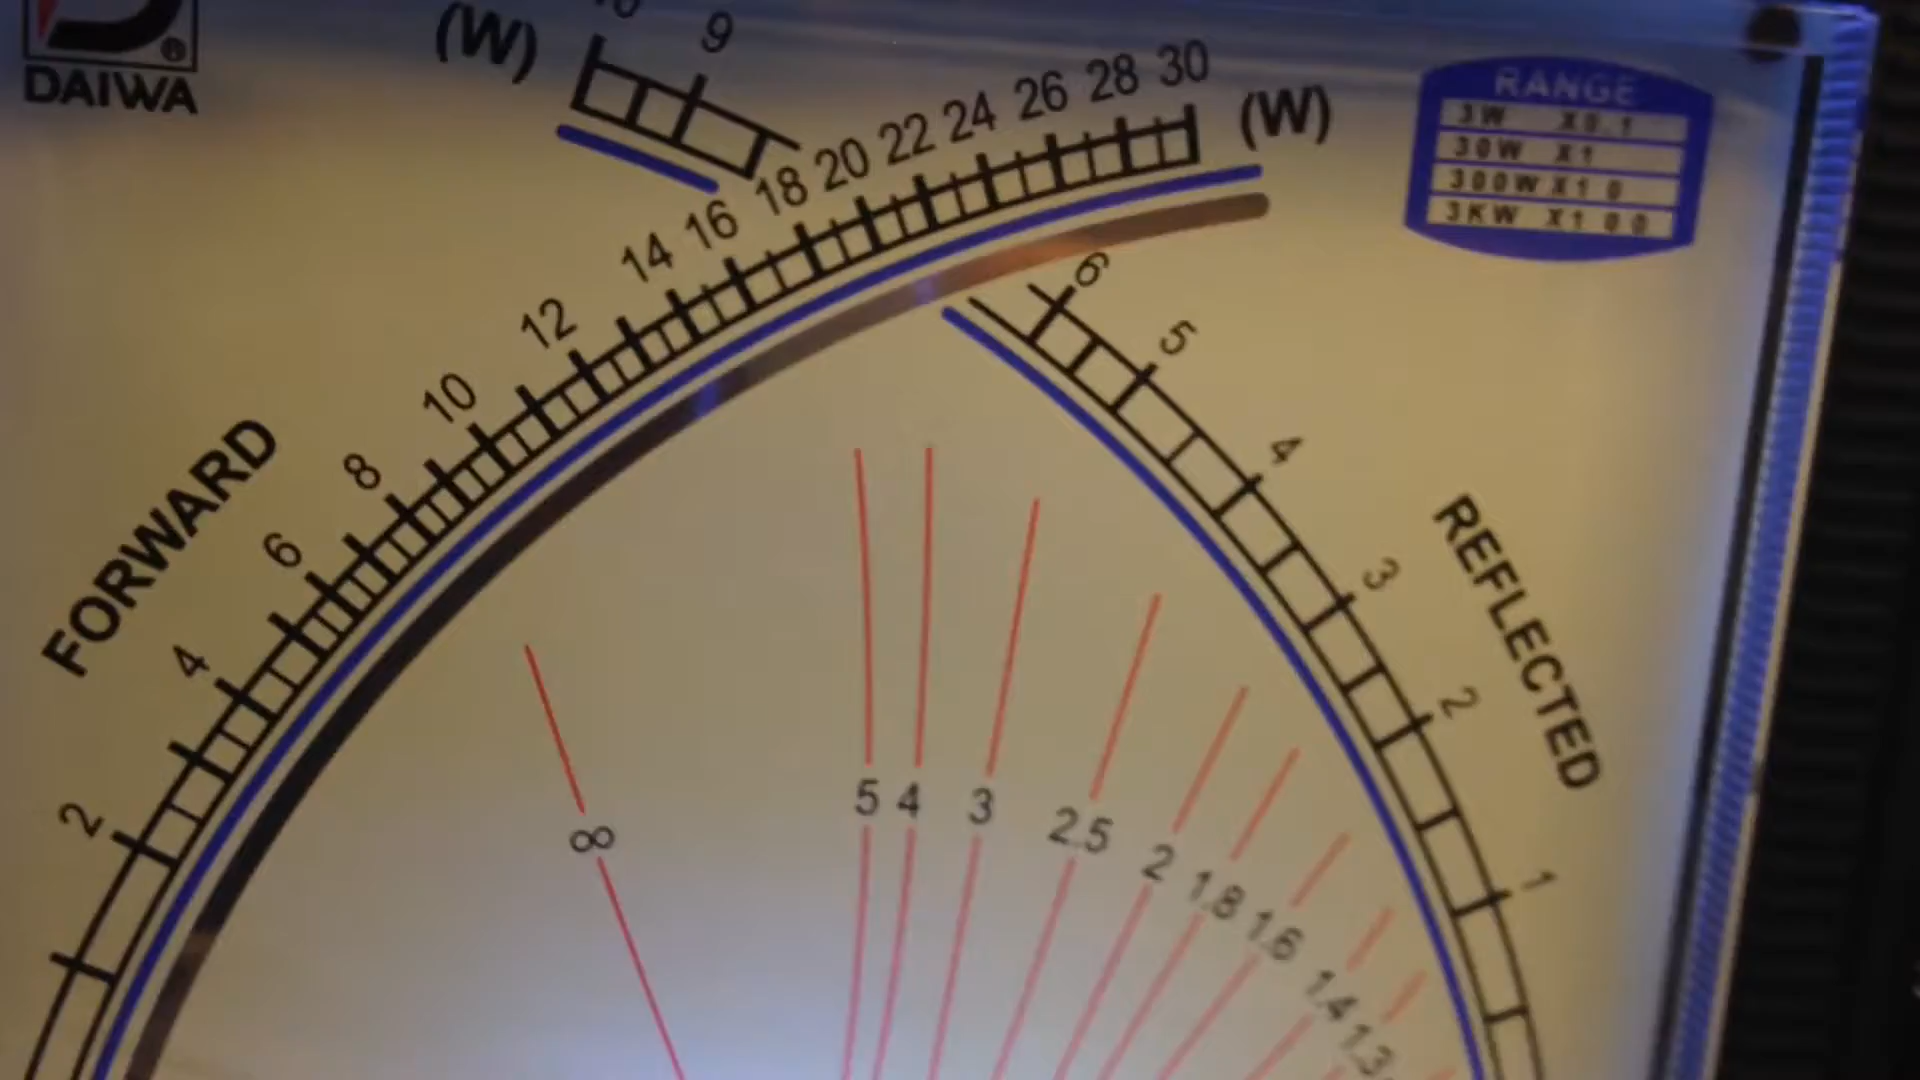 ®
DAIWA
(W)
10
9
RANGE
3W X0.1
30W X1
300W X10
3KW X100
18 20 22 24 26 28 30 (W)
14 16
12
10
8
6
4
2
FORWARD
6
5
4
3
2
1
REFLECTED
∞
5 4 3 2.5 2 1.8 1.6 1.4 1.3